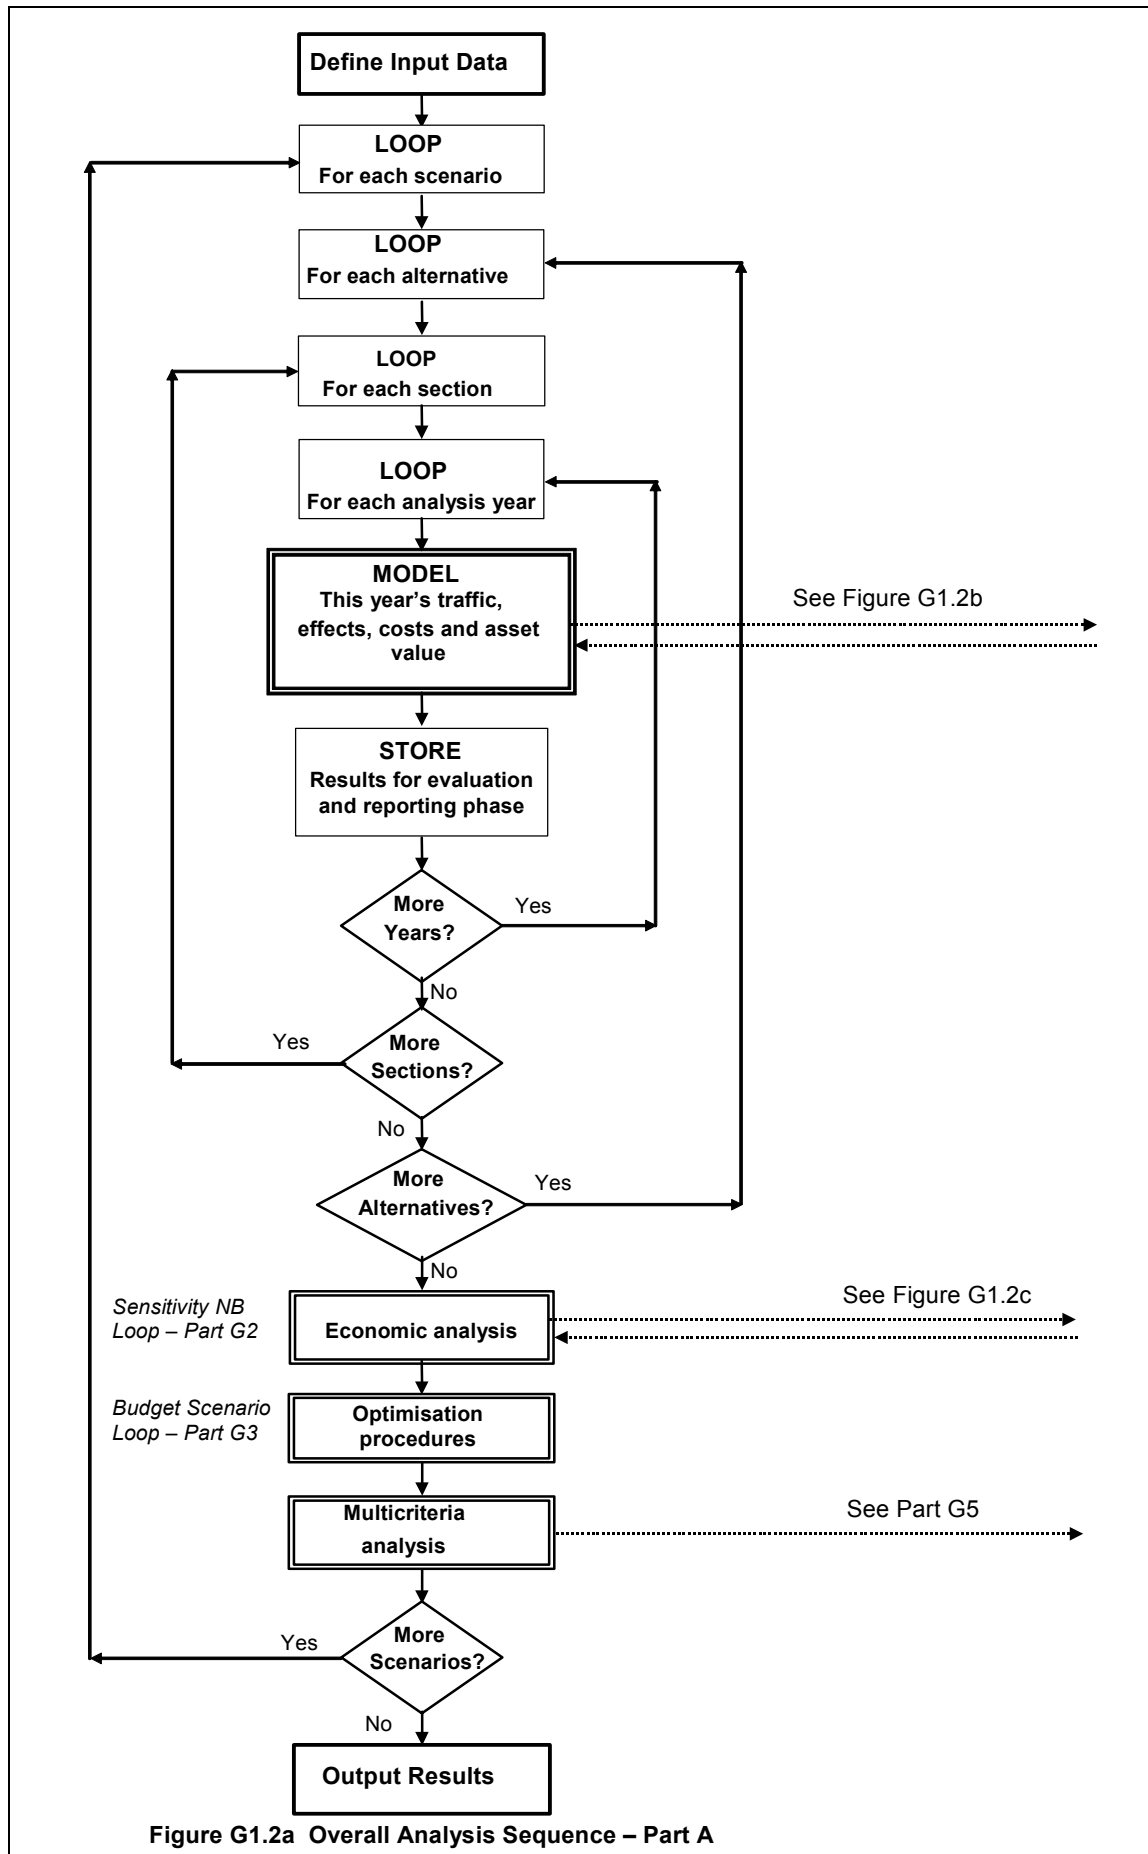 Define Input Data
LOOP
For each scenario
LOOP
For each alternative
LOOP
For each section
LOOP
For each analysis year
MODEL
This year's traffic,
effects, costs and asset
value
See Figure G1.2b
STORE
Results for evaluation
and reporting phase
More
Years?
Yes
No
More
Sections?
Yes
No
More
Alternatives?
Yes
No
Sensitivity NB
Loop – Part G2
Economic analysis
See Figure G1.2c
Budget Scenario
Loop – Part G3
Optimisation
procedures
Multicriteria
analysis
See Part G5
More
Scenarios?
Yes
No
Output Results
Figure G1.2a Overall Analysis Sequence – Part A